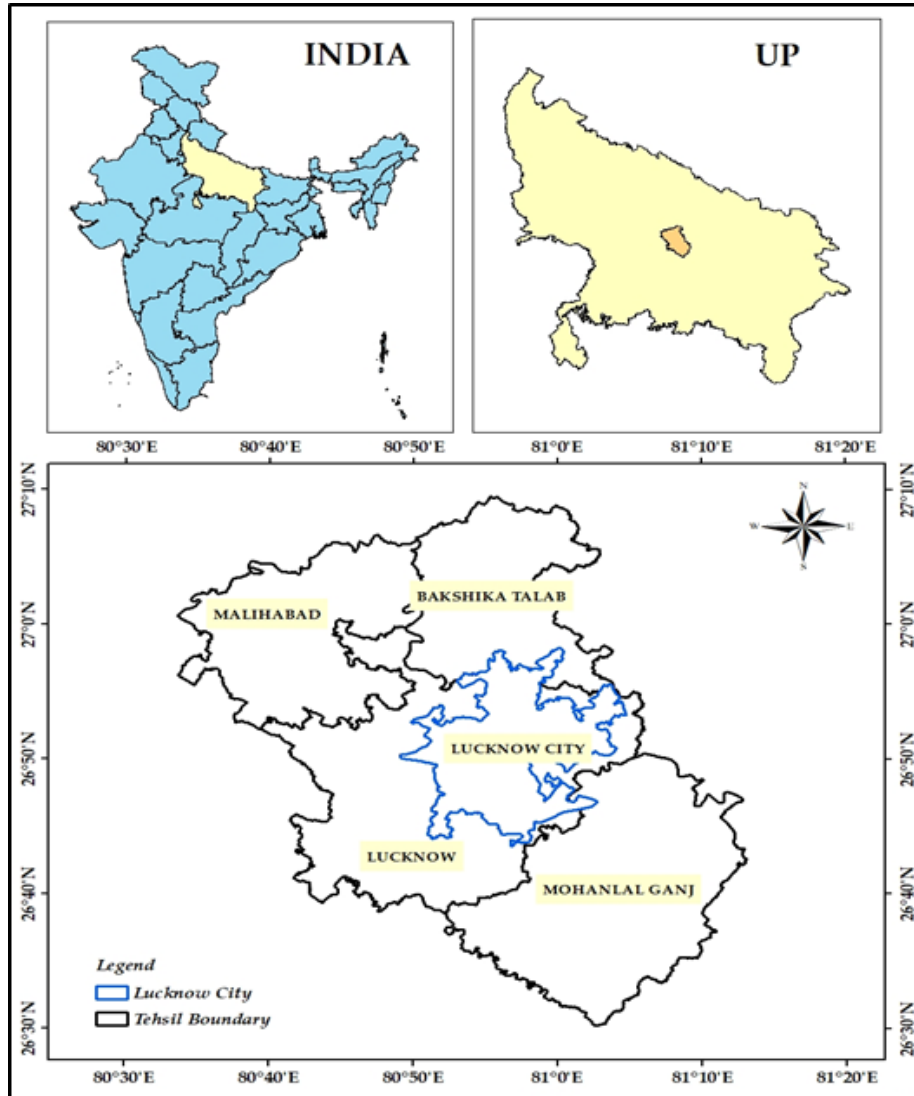 INDIA
UP
80°30'E 80°40'E 80°50'E 81°0'E 81°10'E 81°20'E
27°10'N 27°10'N
N
W E
S
BAKSHIKA TALAB
MALIHABAD
27°0'N 27°0'N
LUCKNOW CITY
26°50'N 26°50'N
LUCKNOW
MOHANLAL GANJ
26°40'N 26°40'N
Legend
Lucknow City
Tehsil Boundary
26°30'N 26°30'N
80°30'E 80°40'E 80°50'E 81°0'E 81°10'E 81°20'E